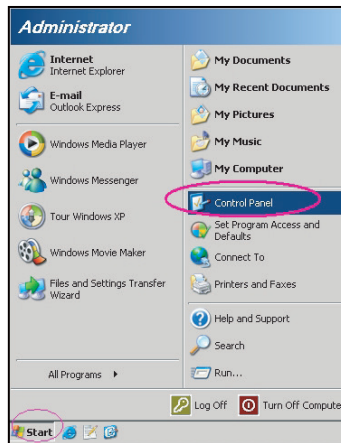 Administrator
Internet
Internet Explorer
E-mail
Outlook Express
Windows Media Player
Windows Messenger
Tour Windows XP
Windows Movie Maker
Files and Settings Transfer
Wizard
All Programs
My Documents
My Recent Documents
My Pictures
My Music
My Computer
Control Panel
Set Program Access and
Defaults
Connect To
Printers and Faxes
Help and Support
Search
Run...
Log Off
Turn Off Compute
Start